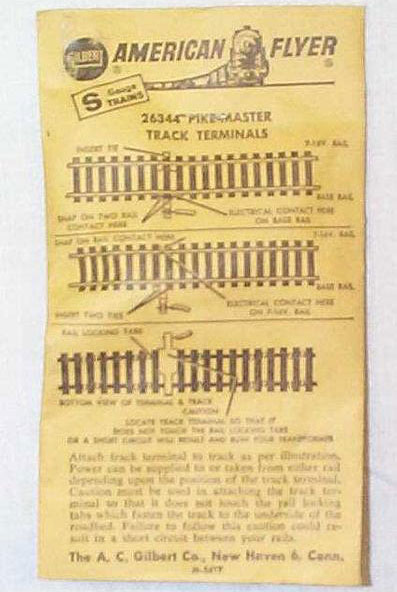 GILBERT
AMERICAN FLYER
S Gauge TRAINS
26344 PIKEMASTER
TRACK TERMINALS
INSERT TIE
7-16V. RAIL
BASE RAIL
SNAP ON TWO RAIL
CONTACT HERE
ELECTRICAL CONTACT HERE
ON BASE RAIL
SNAP ON RAIL CONTACT HERE
7-16V. RAIL
BASE RAIL
INSERT TWO TIES
ELECTRICAL CONTACT HERE
ON 7-16V. RAIL
RAIL LOCKING TABS
BOTTOM VIEW OF TERMINAL & TRACK
CAUTION
LOCATE TRACK TERMINAL SO THAT IT
DOES NOT TOUCH THE RAIL LOCKING TABS
OR A SHORT CIRCUIT WILL RESULT AND RUIN YOUR TRANSFORMER
Attach track terminal to track as per illustration.
Power can be supplied to or taken from either rail
depending upon the position of the track terminal.
Caution must be used in attaching the track ter-
minal to that it does not touch the rail locking
tabs which fasten the track to the underside of the
roadbed. Failure to follow this caution could re-
sult in a short circuit between your rails.
The A. C. Gilbert Co., New Haven 6, Conn.